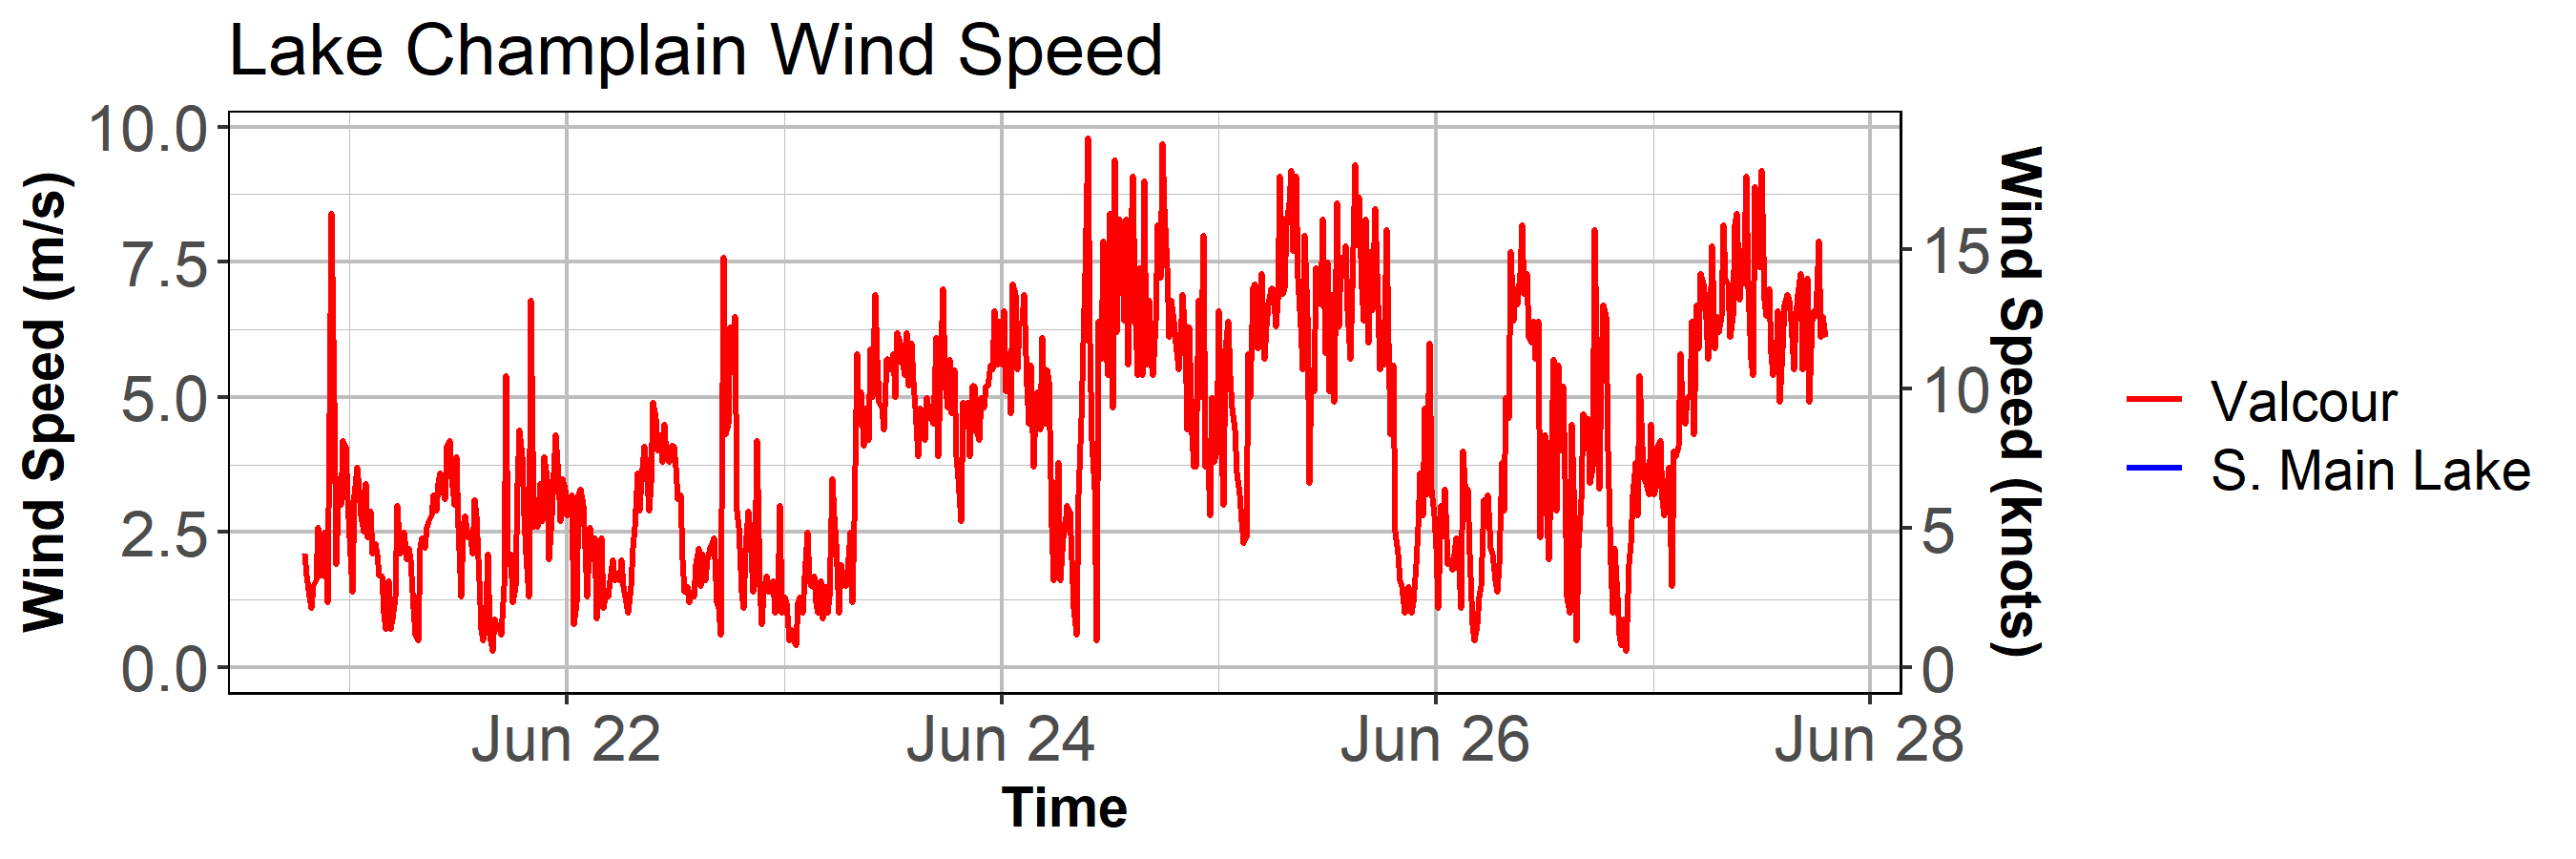 Lake Champlain Wind Speed
10.0
7.5
5.0
2.5
0.0
Wind Speed (m/s)
15
10
5
0
Wind Speed (knots)
Jun 22
Jun 24
Jun 26
Jun 28
Time
Valcour
S. Main Lake